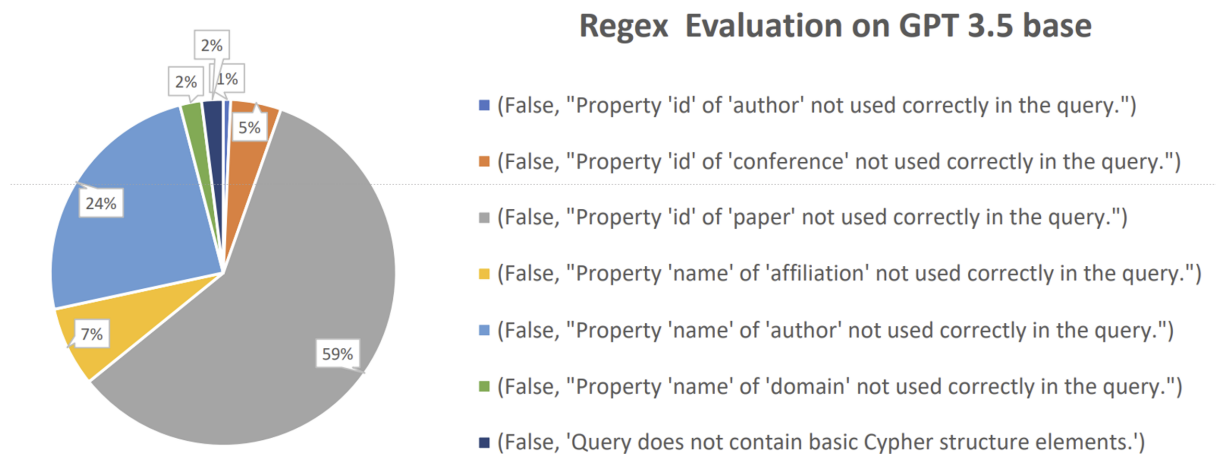 Regex Evaluation on GPT 3.5 base
2%
2%
1%
5%
24%
7%
59%
(False, "Property 'id' of 'author' not used correctly in the query.")
(False, "Property 'id' of 'conference' not used correctly in the query.")
(False, "Property 'id' of 'paper' not used correctly in the query.")
(False, "Property 'name' of 'affiliation' not used correctly in the query.")
(False, "Property 'name' of 'author' not used correctly in the query.")
(False, "Property 'name' of 'domain' not used correctly in the query.")
(False, 'Query does not contain basic Cypher structure elements.')